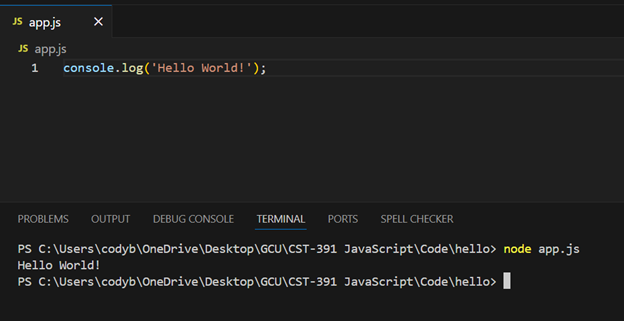 JS app.js ×
JS app.js
1 console.log('Hello World!');
PROBLEMS OUTPUT DEBUG CONSOLE TERMINAL PORTS SPELL CHECKER
PS C:\Users\codyb\OneDrive\Desktop\GCU\CST-391 JavaScript\Code\hello> node app.js
Hello World!
PS C:\Users\codyb\OneDrive\Desktop\GCU\CST-391 JavaScript\Code\hello>